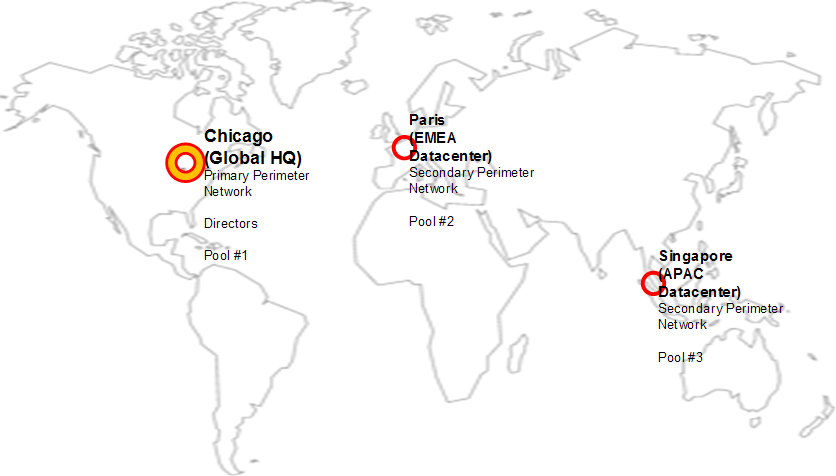 Chicago
(Global HQ)
Primary Perimeter
Network
Directors
Pool #1
Paris
(EMEA
Datacenter)
Secondary Perimeter
Network
Pool #2
Singapore
(APAC
Datacenter)
Secondary Perimeter
Network
Pool #3